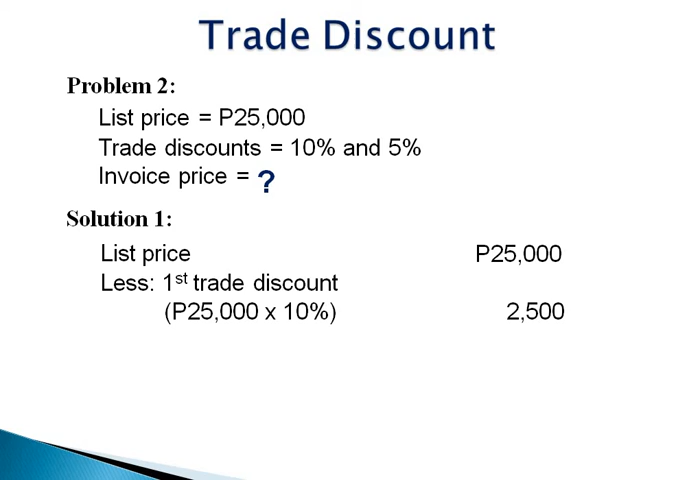 Trade Discount
Problem 2:
List price = P25,000
Trade discounts = 10% and 5%
Invoice price = ?
Solution 1:
List price P25,000
Less: 1st trade discount
(P25,000 x 10%) 2,500